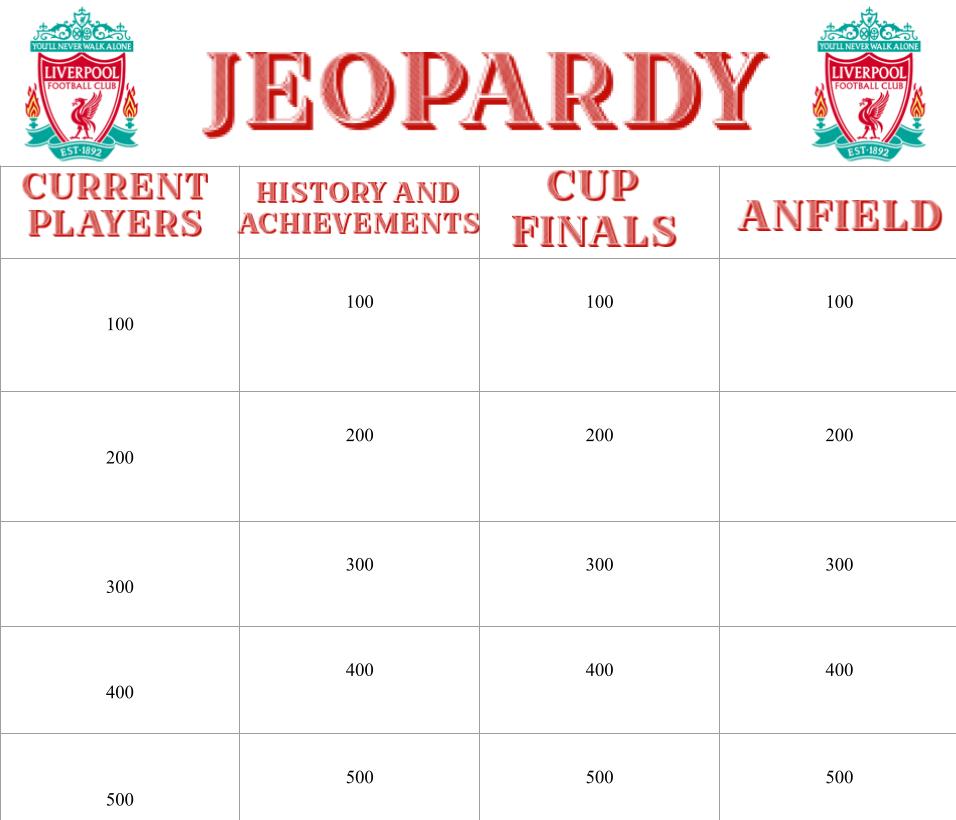 YOU'LL NEVER WALK ALONE
LIVERPOOL
FOOTBALL CLUB
EST·1892
JEOPARDY
YOU'LL NEVER WALK ALONE
LIVERPOOL
FOOTBALL CLUB
EST·1892
CURRENT
PLAYERS
HISTORY AND
ACHIEVEMENTS
CUP
FINALS
ANFIELD
100 100 100 100
200 200 200 200
300 300 300 300
400 400 400 400
500 500 500 500